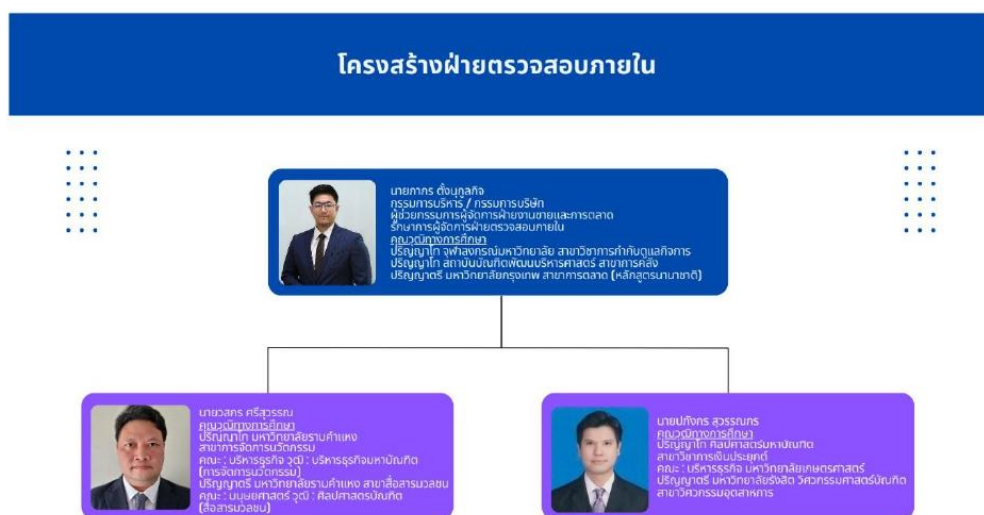 โครงสร้างฝ่ายตรวจสอบภายใน
นายภากร ตั้งนุกูลกิจ
กรรมการบริหาร / กรรมการบริษัท
ผู้ช่วยกรรมการผู้จัดการฝ่ายงานขายและการตลาด
รักษาการผู้จัดการฝ่ายตรวจสอบภายใน
คุณวุฒิทางการศึกษา
ปริญญาโท จุฬาลงกรณ์มหาวิทยาลัย สาขาวิชาการกำกับดูแลกิจการ
ปริญญาโท สถาบันบัณฑิตพัฒนบริหารศาสตร์ สาขาการคลัง
ปริญญาตรี มหาวิทยาลัยกรุงเทพ สาขาการตลาด (หลักสูตรนานาชาติ)
นายวสกร ศรีสุวรรณ
คุณวุฒิทางการศึกษา
ปริญญาโท มหาวิทยาลัยรามคำแหง
สาขาการจัดการนวัตกรรม
คณะ : บริหารธุรกิจ วุฒิ : บริหารธุรกิจมหาบัณฑิต
(การจัดการนวัตกรรม)
ปริญญาตรี มหาวิทยาลัยรามคำแหง สาขาสื่อสารมวลชน
คณะ : มนุษยศาสตร์ วุฒิ : ศิลปศาสตรบัณฑิต
(สื่อสารมวลชน)
นายปภังกร สุวรรณกร
คุณวุฒิทางการศึกษา
ปริญญาโท ศิลปศาสตร์มหาบัณฑิต
สาขาวิชาการเงินประยุกต์
คณะ : บริหารธุรกิจ มหาวิทยาลัยเกษตรศาสตร์
ปริญญาตรี มหาวิทยาลัยรังสิต วิศวกรรมศาสตร์บัณฑิต
สาขาวิศวกรรมอุตสาหการ